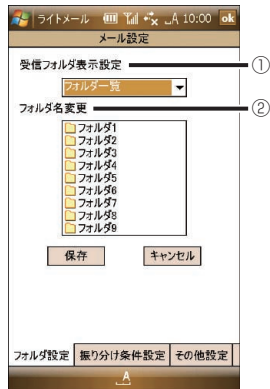 ライトメール A 10:00 ok
メール設定
受信フォルダ表示設定 ①
フォルダ一覧
フォルダ名変更 ②
フォルダ1
フォルダ2
フォルダ3
フォルダ4
フォルダ5
フォルダ6
フォルダ7
フォルダ8
フォルダ9
保存 キャンセル
フォルダ設定 振り分け条件設定 その他設定
A